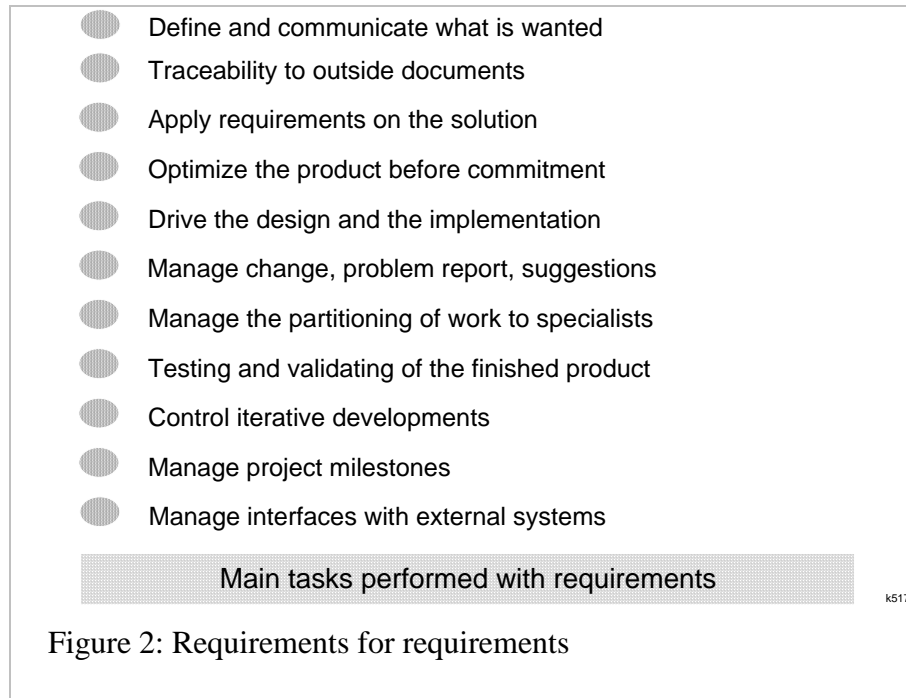 Define and communicate what is wanted
Traceability to outside documents
Apply requirements on the solution
Optimize the product before commitment
Drive the design and the implementation
Manage change, problem report, suggestions
Manage the partitioning of work to specialists
Testing and validating of the finished product
Control iterative developments
Manage project milestones
Manage interfaces with external systems
Main tasks performed with requirements
k517
Figure 2: Requirements for requirements